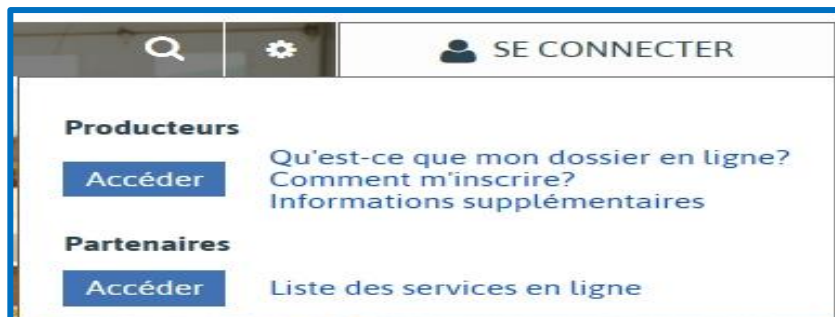 SE CONNECTER
Producteurs
Accéder
Qu'est-ce que mon dossier en ligne?
Comment m'inscrire?
Informations supplémentaires
Partenaires
Accéder
Liste des services en ligne